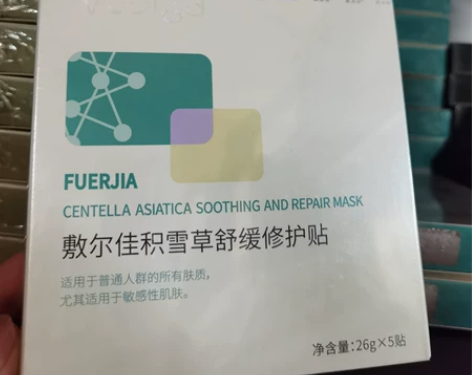 FUERJIA
CENTELLA ASIATICA SOOTHING AND REPAIR MASK
敷尔佳积雪草舒缓修护贴
适用于普通人群的所有肤质,
尤其适用于敏感性肌肤。
净含量:26g×5贴